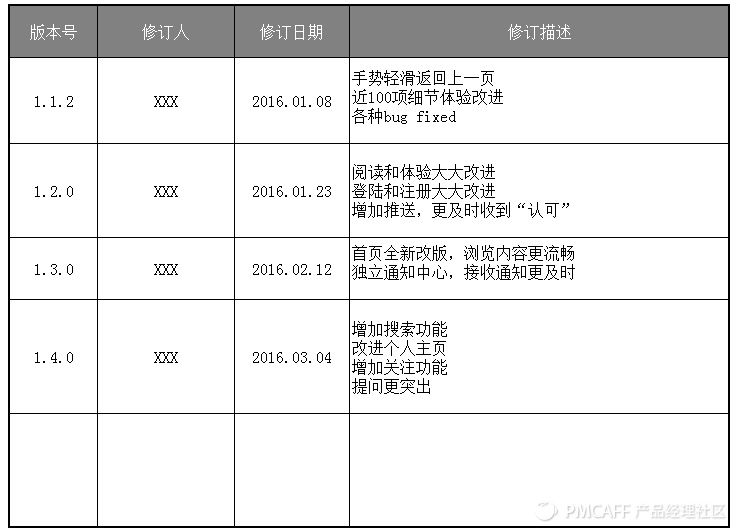 版本号 修订人 修订日期 修订描述
1.1.2 XXX 2016.01.08
手势轻滑返回上一页
近100项细节体验改进
各种bug fixed
1.2.0 XXX 2016.01.23
阅读和体验大大改进
登陆和注册大大改进
增加推送，更及时收到“认可”
1.3.0 XXX 2016.02.12
首页全新改版，浏览内容更流畅
独立通知中心，接收通知更及时
1.4.0 XXX 2016.03.04
增加搜索功能
改进个人主页
增加关注功能
提问更突出
PMCAFF 产品经理社区